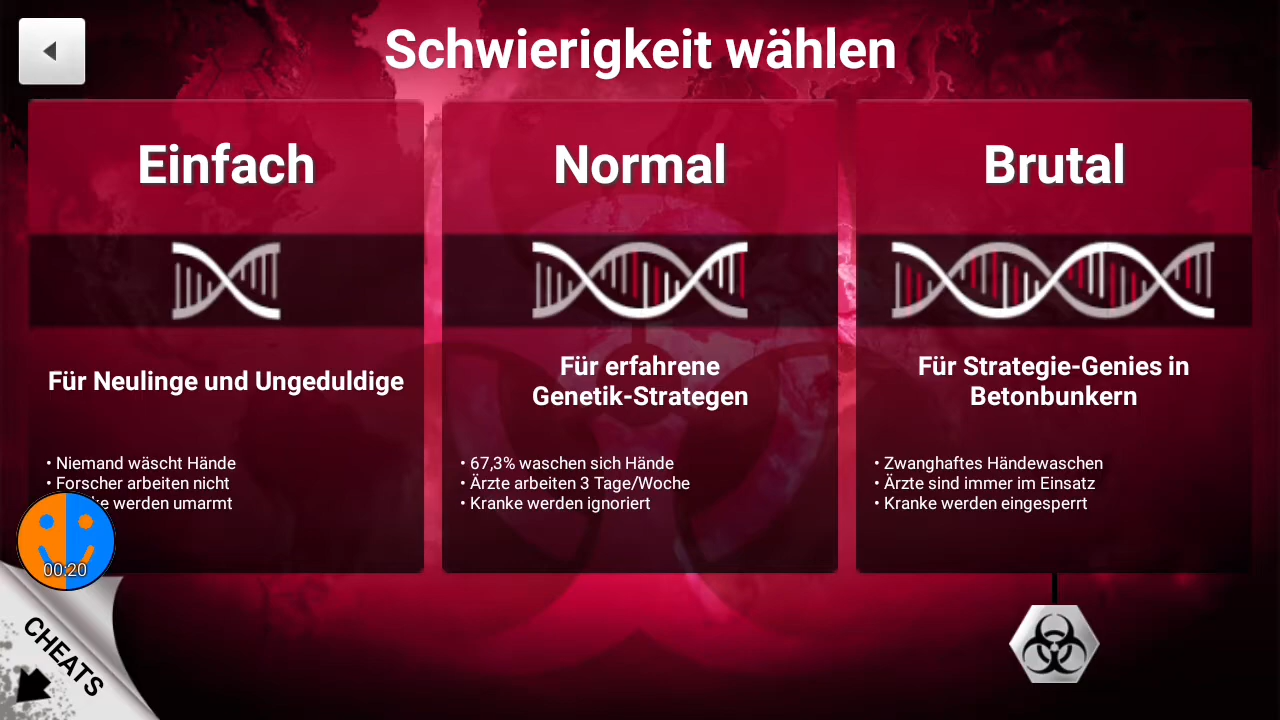 Schwierigkeit wählen
Einfach
Für Neulinge und Ungeduldige
• Niemand wäscht Hände
• Forscher arbeiten nicht
ke werden umarmt
Normal
Für erfahrene
Genetik-Strategen
• 67,3% waschen sich Hände
• Ärzte arbeiten 3 Tage/Woche
• Kranke werden ignoriert
Brutal
Für Strategie-Genies in
Betonbunkern
• Zwanghaftes Händewaschen
• Ärzte sind immer im Einsatz
• Kranke werden eingesperrt
00:20
CHEATS